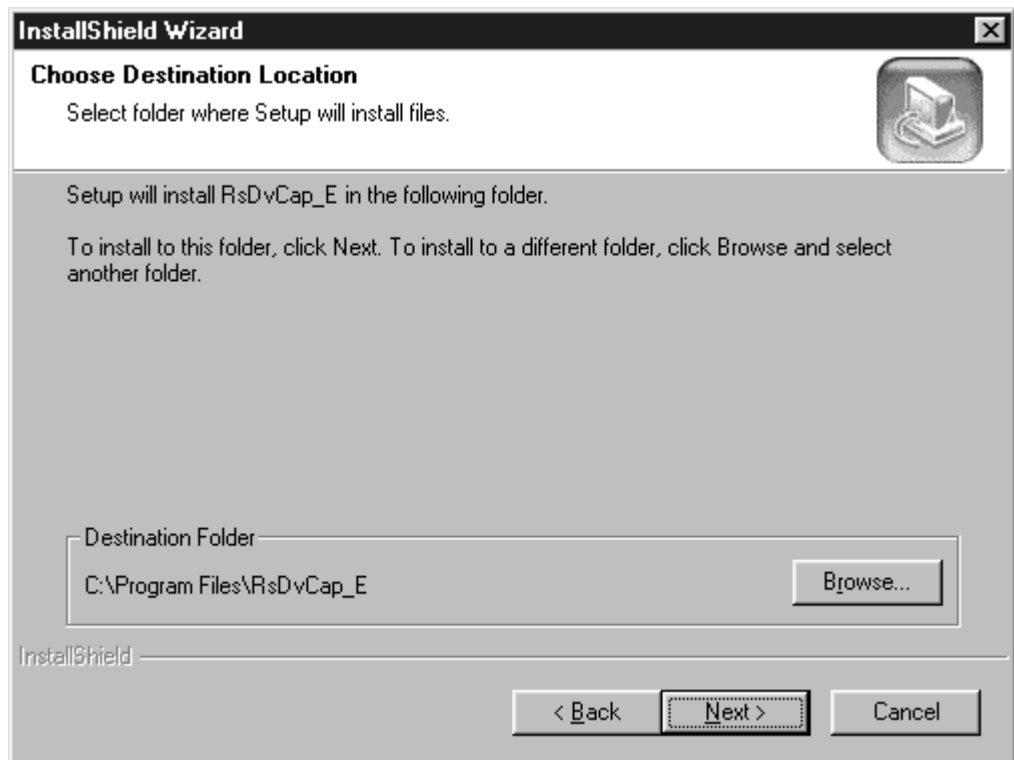 InstallShield Wizard
Choose Destination Location
Select folder where Setup will install files.
Setup will install RsDvCap_E in the following folder.
To install to this folder, click Next. To install to a different folder, click Browse and select
another folder.
Destination Folder
C:\Program Files\RsDvCap_E
Browse...
InstallShield
< Back
Next >
Cancel